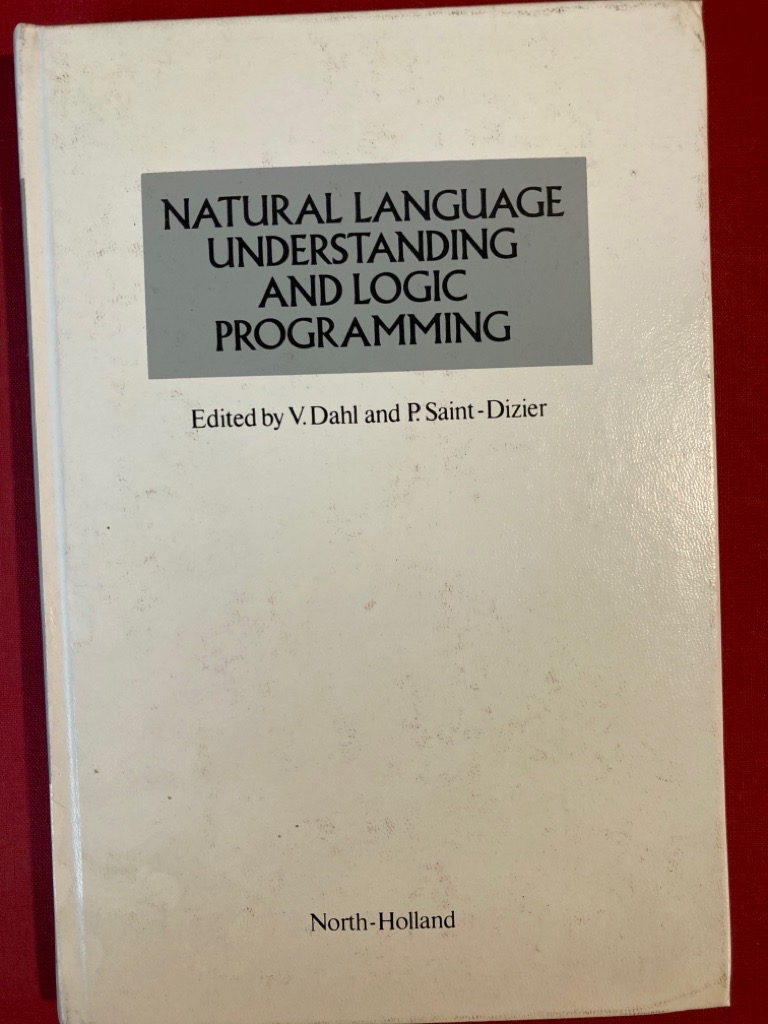 NATURAL LANGUAGE
UNDERSTANDING
AND LOGIC
PROGRAMMING
Edited by V. Dahl and P. Saint-Dizier
North-Holland